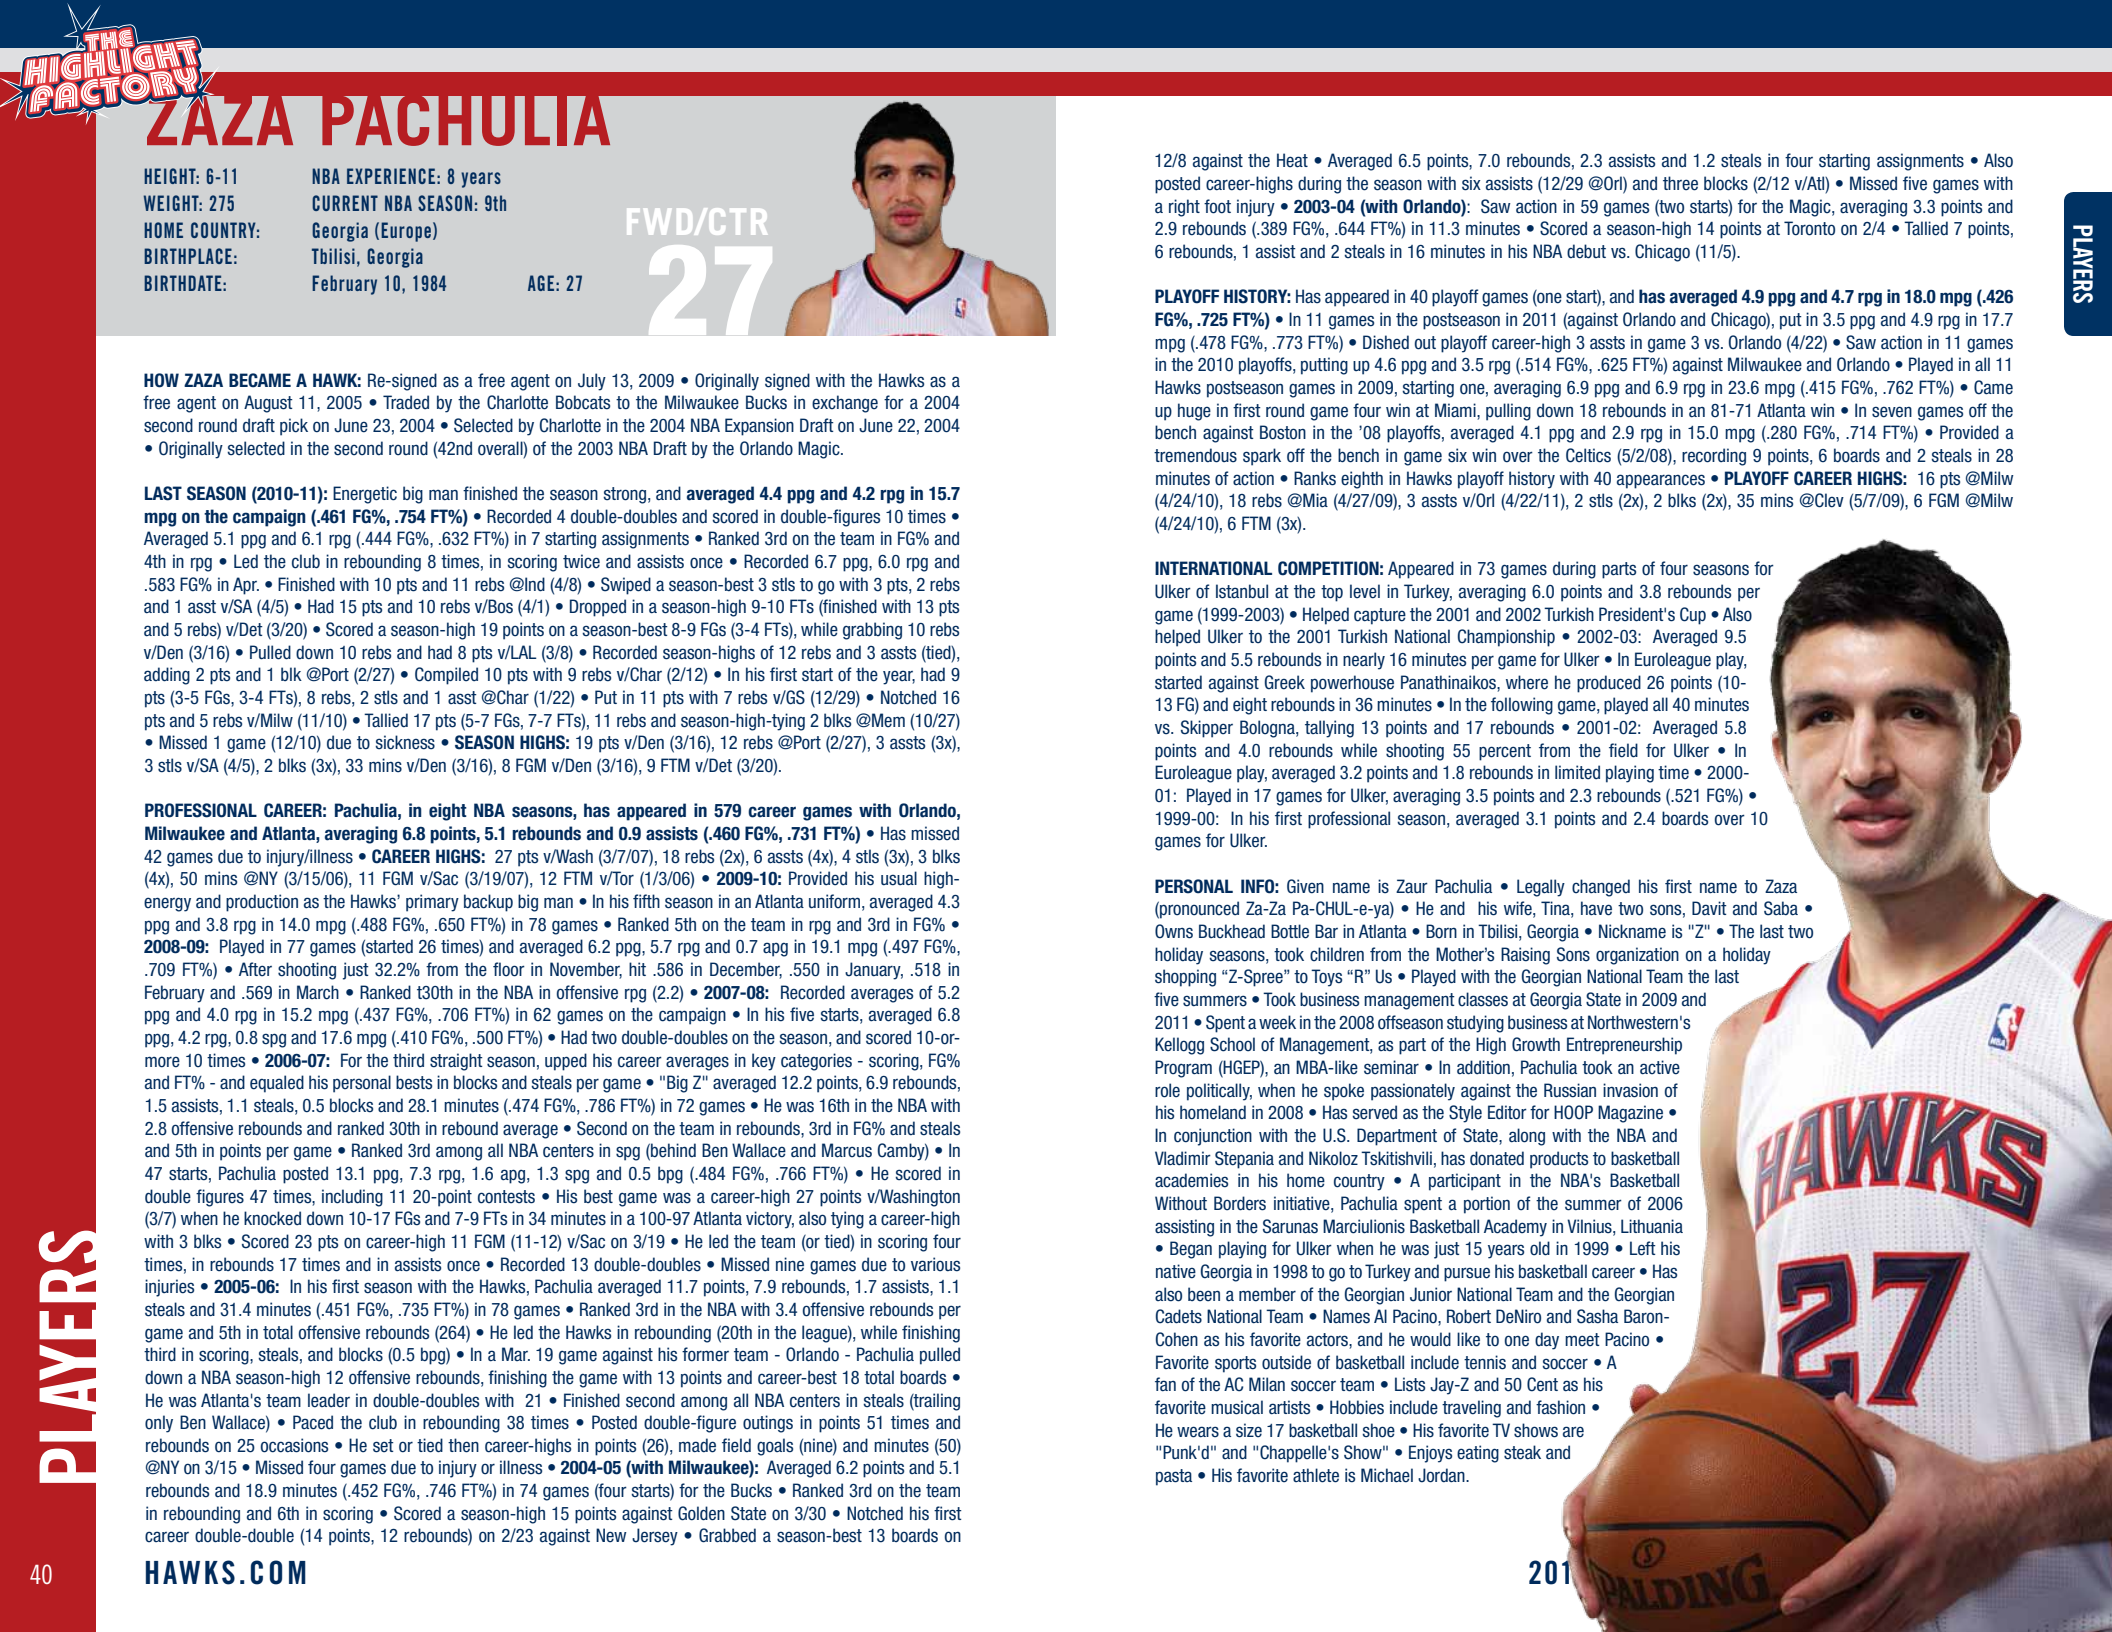 THE
HIGHLIGHT
FACTORY
ZAZA PACHULIA
HEIGHT: 6-11 NBA EXPERIENCE: 8 years
WEIGHT: 275 CURRENT NBA SEASON: 9th
HOME COUNTRY: Georgia (Europe)
BIRTHPLACE: Tbilisi, Georgia
BIRTHDATE: February 10, 1984 AGE: 27
FWD/CTR
27
HOW ZAZA BECAME A HAWK: Re-signed as a free agent on July 13, 2009 • Originally signed with the Hawks as a
free agent on August 11, 2005 • Traded by the Charlotte Bobcats to the Milwaukee Bucks in exchange for a 2004
second round draft pick on June 23, 2004 • Selected by Charlotte in the 2004 NBA Expansion Draft on June 22, 2004
• Originally selected in the second round (42nd overall) of the 2003 NBA Draft by the Orlando Magic.
LAST SEASON (2010-11): Energetic big man finished the season strong, and averaged 4.4 ppg and 4.2 rpg in 15.7
mpg on the campaign (.461 FG%, .754 FT%) • Recorded 4 double-doubles and scored in double-figures 10 times •
Averaged 5.1 ppg and 6.1 rpg (.444 FG%, .632 FT%) in 7 starting assignments • Ranked 3rd on the team in FG% and
4th in rpg • Led the club in rebounding 8 times, in scoring twice and assists once • Recorded 6.7 ppg, 6.0 rpg and
.583 FG% in Apr. • Finished with 10 pts and 11 rebs @Ind (4/8) • Swiped a season-best 3 stls to go with 3 pts, 2 rebs
and 1 asst v/SA (4/5) • Had 15 pts and 10 rebs v/Bos (4/1) • Dropped in a season-high 9-10 FTs (finished with 13 pts
and 5 rebs) v/Det (3/20) • Scored a season-high 19 points on a season-best 8-9 FGs (3-4 FTs), while grabbing 10 rebs
v/Den (3/16) • Pulled down 10 rebs and had 8 pts v/LAL (3/8) • Recorded season-highs of 12 rebs and 3 assts (tied),
adding 2 pts and 1 blk @Port (2/27) • Compiled 10 pts with 9 rebs v/Char (2/12) • In his first start of the year, had 9
pts (3-5 FGs, 3-4 FTs), 8 rebs, 2 stls and 1 asst @Char (1/22) • Put in 11 pts with 7 rebs v/GS (12/29) • Notched 16
pts and 5 rebs v/Milw (11/10) • Tallied 17 pts (5-7 FGs, 7-7 FTs), 11 rebs and season-high-tying 2 blks @Mem (10/27)
• Missed 1 game (12/10) due to sickness • SEASON HIGHS: 19 pts v/Den (3/16), 12 rebs @Port (2/27), 3 assts (3x),
3 stls v/SA (4/5), 2 blks (3x), 33 mins v/Den (3/16), 8 FGM v/Den (3/16), 9 FTM v/Det (3/20).
PROFESSIONAL CAREER: Pachulia, in eight NBA seasons, has appeared in 579 career games with Orlando,
Milwaukee and Atlanta, averaging 6.8 points, 5.1 rebounds and 0.9 assists (.460 FG%, .731 FT%) • Has missed
42 games due to injury/illness • CAREER HIGHS: 27 pts v/Wash (3/7/07), 18 rebs (2x), 6 assts (4x), 4 stls (3x), 3 blks
(4x), 50 mins @NY (3/15/06), 11 FGM v/Sac (3/19/07), 12 FTM v/Tor (1/3/06) • 2009-10: Provided his usual high-
energy and production as the Hawks' primary backup big man • In his fifth season in an Atlanta uniform, averaged 4.3
ppg and 3.8 rpg in 14.0 mpg (.488 FG%, .650 FT%) in 78 games • Ranked 5th on the team in rpg and 3rd in FG% •
2008-09: Played in 77 games (started 26 times) and averaged 6.2 ppg, 5.7 rpg and 0.7 apg in 19.1 mpg (.497 FG%,
.709 FT%) • After shooting just 32.2% from the floor in November, hit .586 in December, .550 in January, .518 in
February and .569 in March • Ranked t30th in the NBA in offensive rpg (2.2) • 2007-08: Recorded averages of 5.2
ppg and 4.0 rpg in 15.2 mpg (.437 FG%, .706 FT%) in 62 games on the campaign • In his five starts, averaged 6.8
ppg, 4.2 rpg, 0.8 spg and 17.6 mpg (.410 FG%, .500 FT%) • Had two double-doubles on the season, and scored 10-or-
more 10 times • 2006-07: For the third straight season, upped his career averages in key categories - scoring, FG%
and FT% - and equaled his personal bests in blocks and steals per game • "Big Z" averaged 12.2 points, 6.9 rebounds,
1.5 assists, 1.1 steals, 0.5 blocks and 28.1 minutes (.474 FG%, .786 FT%) in 72 games • He was 16th in the NBA with
2.8 offensive rebounds and ranked 30th in rebound average • Second on the team in rebounds, 3rd in FG% and steals
and 5th in points per game • Ranked 3rd among all NBA centers in spg (behind Ben Wallace and Marcus Camby) • In
47 starts, Pachulia posted 13.1 ppg, 7.3 rpg, 1.6 apg, 1.3 spg and 0.5 bpg (.484 FG%, .766 FT%) • He scored in
double figures 47 times, including 11 20-point contests • His best game was a career-high 27 points v/Washington
(3/7) when he knocked down 10-17 FGs and 7-9 FTs in 34 minutes in a 100-97 Atlanta victory, also tying a career-high
with 3 blks • Scored 23 pts on career-high 11 FGM (11-12) v/Sac on 3/19 • He led the team (or tied) in scoring four
times, in rebounds 17 times and in assists once • Recorded 13 double-doubles • Missed nine games due to various
injuries • 2005-06: In his first season with the Hawks, Pachulia averaged 11.7 points, 7.9 rebounds, 1.7 assists, 1.1
steals and 31.4 minutes (.451 FG%, .735 FT%) in 78 games • Ranked 3rd in the NBA with 3.4 offensive rebounds per
game and 5th in total offensive rebounds (264) • He led the Hawks in rebounding (20th in the league), while finishing
third in scoring, steals, and blocks (0.5 bpg) • In a Mar. 19 game against his former team - Orlando - Pachulia pulled
down a NBA season-high 12 offensive rebounds, finishing the game with 13 points and career-best 18 total boards •
He was Atlanta's team leader in double-doubles with 21 • Finished second among all NBA centers in steals (trailing
only Ben Wallace) • Paced the club in rebounding 38 times • Posted double-figure outings in points 51 times and
rebounds on 25 occasions • He set or tied then career-highs in points (26), made field goals (nine) and minutes (50)
@NY on 3/15 • Missed four games due to injury or illness • 2004-05 (with Milwaukee): Averaged 6.2 points and 5.1
rebounds and 18.9 minutes (.452 FG%, .746 FT%) in 74 games (four starts) for the Bucks • Ranked 3rd on the team
in rebounding and 6th in scoring • Scored a season-high 15 points against Golden State on 3/30 • Notched his first
career double-double (14 points, 12 rebounds) on 2/23 against New Jersey • Grabbed a season-best 13 boards on
PLAYERS
40
HAWKS.COM
12/8 against the Heat • Averaged 6.5 points, 7.0 rebounds, 2.3 assists and 1.2 steals in four starting assignments • Also
posted career-highs during the season with six assists (12/29 @Orl) and three blocks (2/12 v/Atl) • Missed five games with
a right foot injury • 2003-04 (with Orlando): Saw action in 59 games (two starts) for the Magic, averaging 3.3 points and
2.9 rebounds (.389 FG%, .644 FT%) in 11.3 minutes • Scored a season-high 14 points at Toronto on 2/4 • Tallied 7 points,
6 rebounds, 1 assist and 2 steals in 16 minutes in his NBA debut vs. Chicago (11/5).
PLAYOFF HISTORY: Has appeared in 40 playoff games (one start), and has averaged 4.9 ppg and 4.7 rpg in 18.0 mpg (.426
FG%, .725 FT%) • In 11 games in the postseason in 2011 (against Orlando and Chicago), put in 3.5 ppg and 4.9 rpg in 17.7
mpg (.478 FG%, .773 FT%) • Dished out playoff career-high 3 assts in game 3 vs. Orlando (4/22) • Saw action in 11 games
in the 2010 playoffs, putting up 4.6 ppg and 3.5 rpg (.514 FG%, .625 FT%) against Milwaukee and Orlando • Played in all 11
Hawks postseason games in 2009, starting one, averaging 6.9 ppg and 6.9 rpg in 23.6 mpg (.415 FG%, .762 FT%) • Came
up huge in first round game four win at Miami, pulling down 18 rebounds in an 81-71 Atlanta win • In seven games off the
bench against Boston in the '08 playoffs, averaged 4.1 ppg and 2.9 rpg in 15.0 mpg (.280 FG%, .714 FT%) • Provided a
tremendous spark off the bench in game six win over the Celtics (5/2/08), recording 9 points, 6 boards and 2 steals in 28
minutes of action • Ranks eighth in Hawks playoff history with 40 appearances • PLAYOFF CAREER HIGHS: 16 pts @Milw
(4/24/10), 18 rebs @Mia (4/27/09), 3 assts v/Orl (4/22/11), 2 stls (2x), 2 blks (2x), 35 mins @Clev (5/7/09), 6 FGM @Milw
(4/24/10), 6 FTM (3x).
INTERNATIONAL COMPETITION: Appeared in 73 games during parts of four seasons for
Ulker of Istanbul at the top level in Turkey, averaging 6.0 points and 3.8 rebounds per
game (1999-2003) • Helped capture the 2001 and 2002 Turkish President's Cup • Also
helped Ulker to the 2001 Turkish National Championship • 2002-03: Averaged 9.5
points and 5.5 rebounds in nearly 16 minutes per game for Ulker • In Euroleague play,
started against Greek powerhouse Panathinaikos, where he produced 26 points (10-
13 FG) and eight rebounds in 36 minutes • In the following game, played all 40 minutes
vs. Skipper Bologna, tallying 13 points and 17 rebounds • 2001-02: Averaged 5.8
points and 4.0 rebounds while shooting 55 percent from the field for Ulker • In
Euroleague play, averaged 3.2 points and 1.8 rebounds in limited playing time • 2000-
01: Played in 17 games for Ulker, averaging 3.5 points and 2.3 rebounds (.521 FG%) •
1999-00: In his first professional season, averaged 3.1 points and 2.4 boards over 10
games for Ulker.
PERSONAL INFO: Given name is Zaur Pachulia • Legally changed his first name to Zaza
(pronounced Za-Za Pa-CHUL-e-ya) • He and his wife, Tina, have two sons, Davit and Saba •
Owns Buckhead Bottle Bar in Atlanta • Born in Tbilisi, Georgia • Nickname is "Z" • The last two
holiday seasons, took children from the Mother's Raising Sons organization on a holiday
shopping “Z-Spree” to Toys “R” Us • Played with the Georgian National Team the last
five summers • Took business management classes at Georgia State in 2009 and
2011 • Spent a week in the 2008 offseason studying business at Northwestern's
Kellogg School of Management, as part of the High Growth Entrepreneurship
Program (HGEP), an MBA-like seminar • In addition, Pachulia took an active
role politically, when he spoke passionately against the Russian invasion of
his homeland in 2008 • Has served as the Style Editor for HOOP Magazine •
In conjunction with the U.S. Department of State, along with the NBA and
Vladimir Stepania and Nikoloz Tskitishvili, has donated products to basketball
academies in his home country • A participant in the NBA's Basketball
Without Borders initiative, Pachulia spent a portion of the summer of 2006
assisting in the Sarunas Marciulionis Basketball Academy in Vilnius, Lithuania
• Began playing for Ulker when he was just 15 years old in 1999 • Left his
native Georgia in 1998 to go to Turkey and pursue his basketball career • Has
also been a member of the Georgian Junior National Team and the Georgian
Cadets National Team • Names Al Pacino, Robert DeNiro and Sasha Baron-
Cohen as his favorite actors, and he would like to one day meet Pacino •
Favorite sports outside of basketball include tennis and soccer • A
fan of the AC Milan soccer team • Lists Jay-Z and 50 Cent as his
favorite musical artists • Hobbies include traveling and fashion •
He wears a size 17 basketball shoe • His favorite TV shows are
"Punk'd" and "Chappelle's Show" • Enjoys eating steak and
pasta • His favorite athlete is Michael Jordan.
PLAYERS
HAWKS
27
NBA
PALDING
201